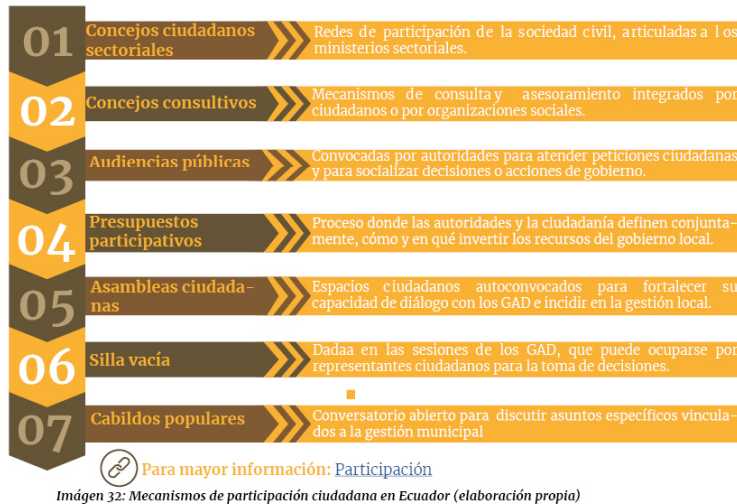 01
Concejos ciudadanos
sectoriales
Redes de participación de la sociedad civil, articuladas a los
ministerios sectoriales.
02
Concejos consultivos
Mecanismos de consulta y asesoramiento integrados por
ciudadanos o por organizaciones sociales.
03
Audiencias públicas
Convocadas por autoridades para atender peticiones ciudadanas
y para socializar decisiones o acciones de gobierno.
04
Presupuestos
participativos
Proceso donde las autoridades y la ciudadanía definen conjunta-
mente, cómo y en qué invertir los recursos del gobierno local.
05
Asambleas ciudada-
nas
Espacios ciudadanos autoconvocados para fortalecer su
capacidad de diálogo con los GAD e incidir en la gestión local.
06
Silla vacía
Dadaa en las sesiones de los GAD, que puede ocuparse por
representantes ciudadanos para la toma de decisiones.
07
Cabildos populares
Conversatorio abierto para discutir asuntos específicos vincula-
dos a la gestión municipal
Para mayor información: Participación
Imágen 32: Mecanismos de participación ciudadana en Ecuador (elaboración propia)